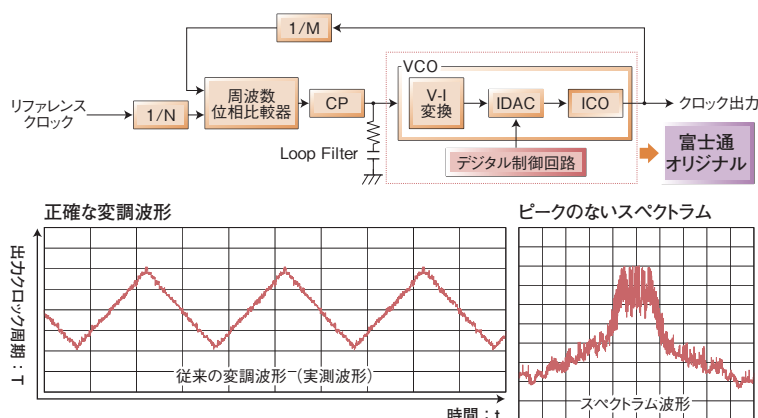 1/M
VCO
リファレンス
クロック
1/N
周波数
位相比較器
CP
V-I
変換
IDAC
ICO
クロック出力
Loop Filter
デジタル制御回路
富士通
オリジナル
正確な変調波形
出力クロック周期：T
従来の変調波形（実測波形）
時間：t
ピークのないスペクトラム
スペクトラム波形